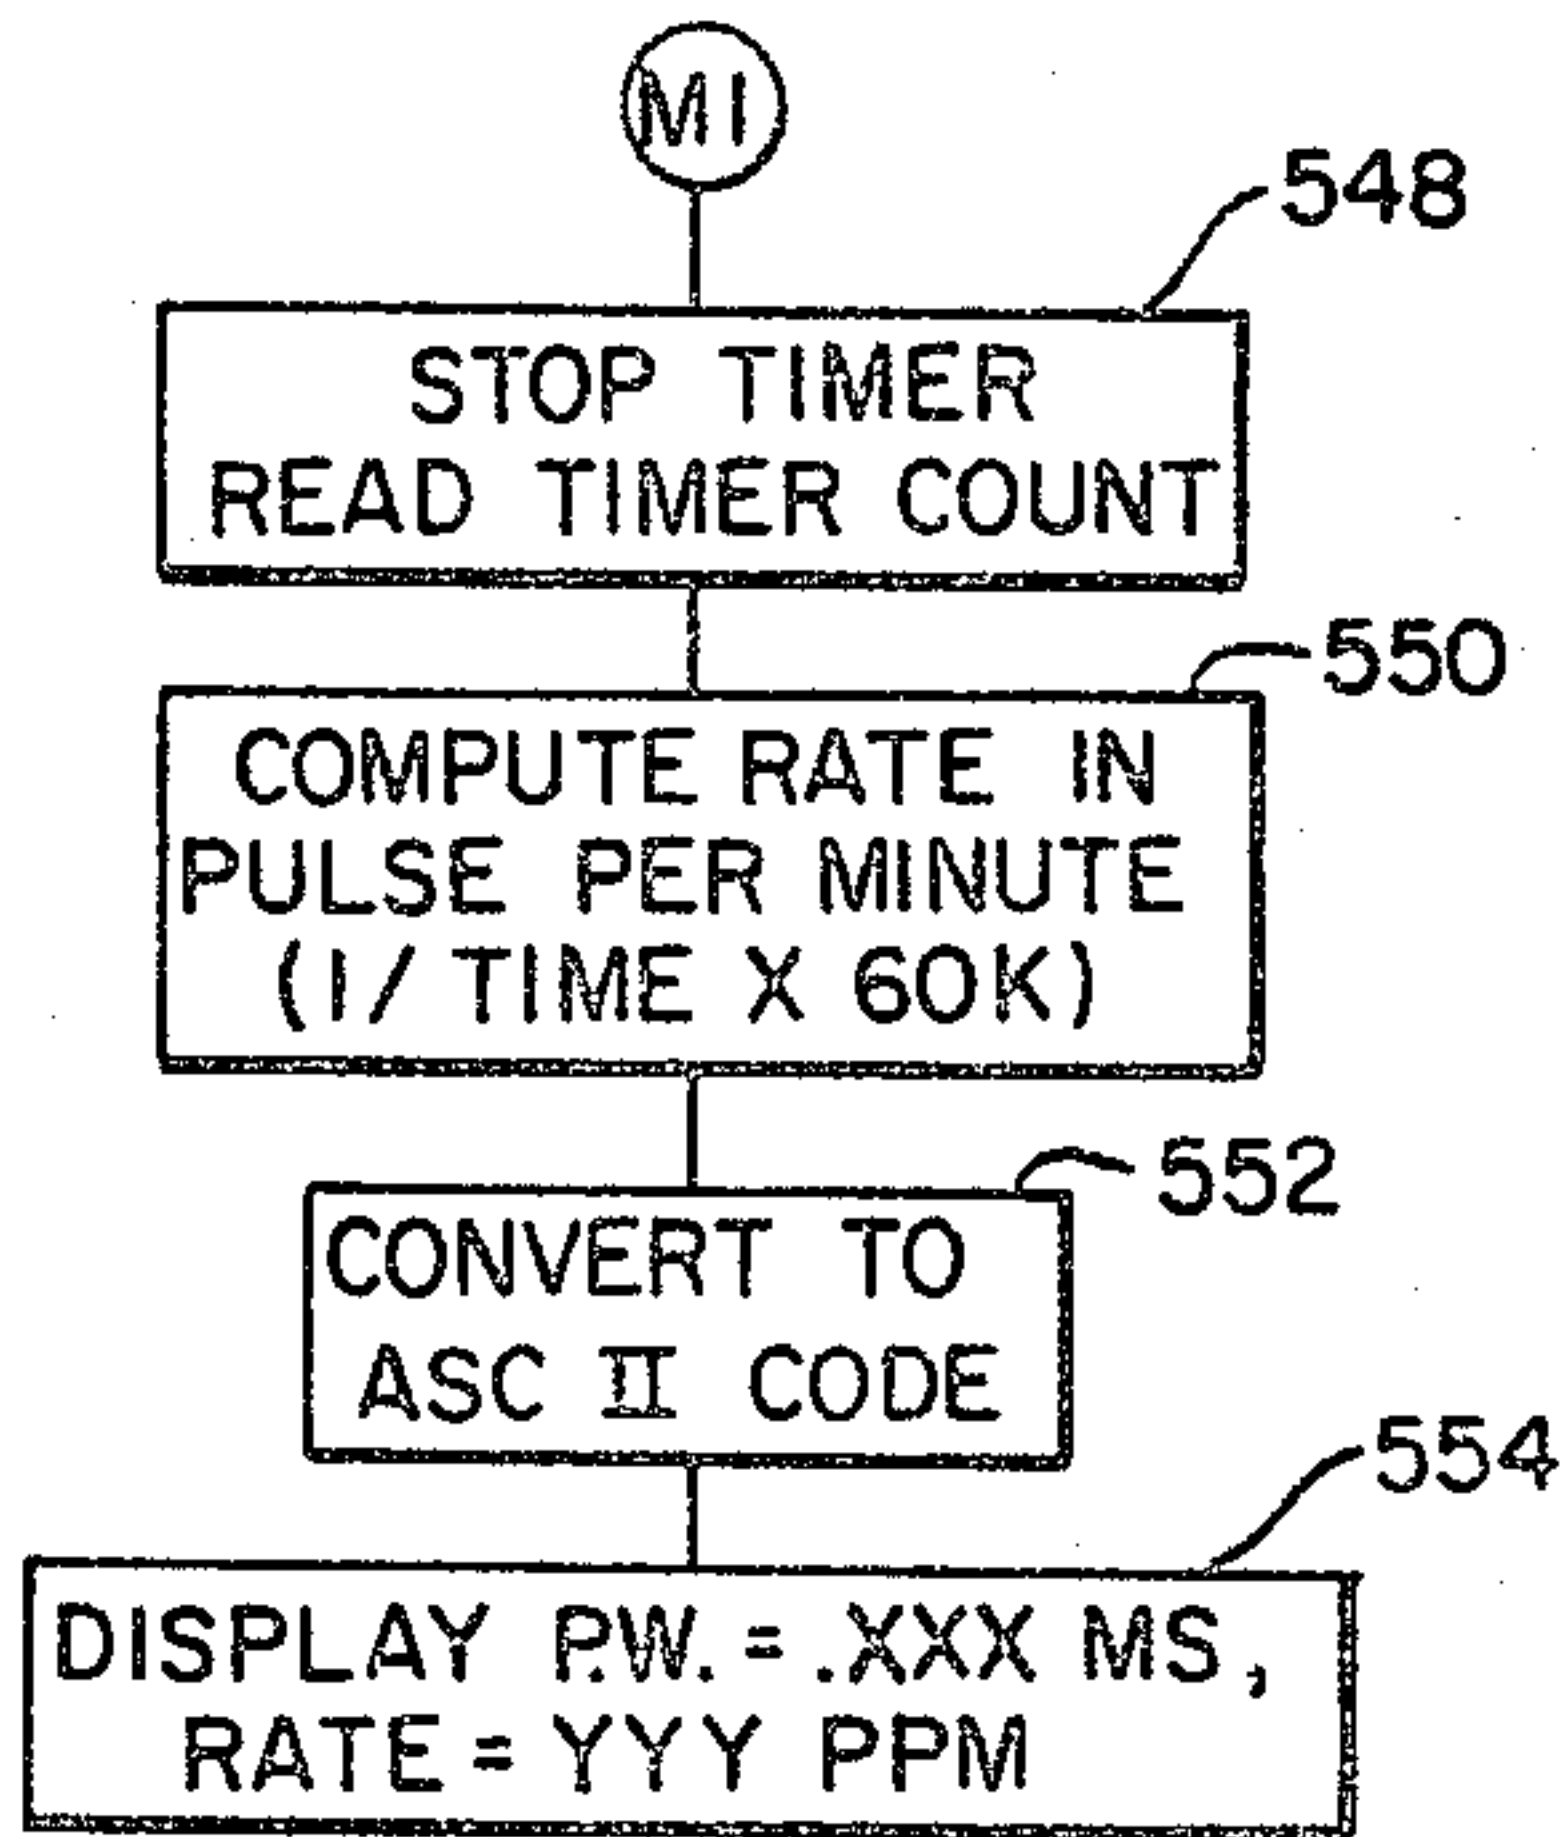 M1
548
STOP TIMER
READ TIMER COUNT
550
COMPUTE RATE IN
PULSE PER MINUTE
(1/ TIME X 60K)
552
CONVERT TO
ASC II CODE
554
DISPLAY P.W. = .XXX MS,
RATE = YYY PPM